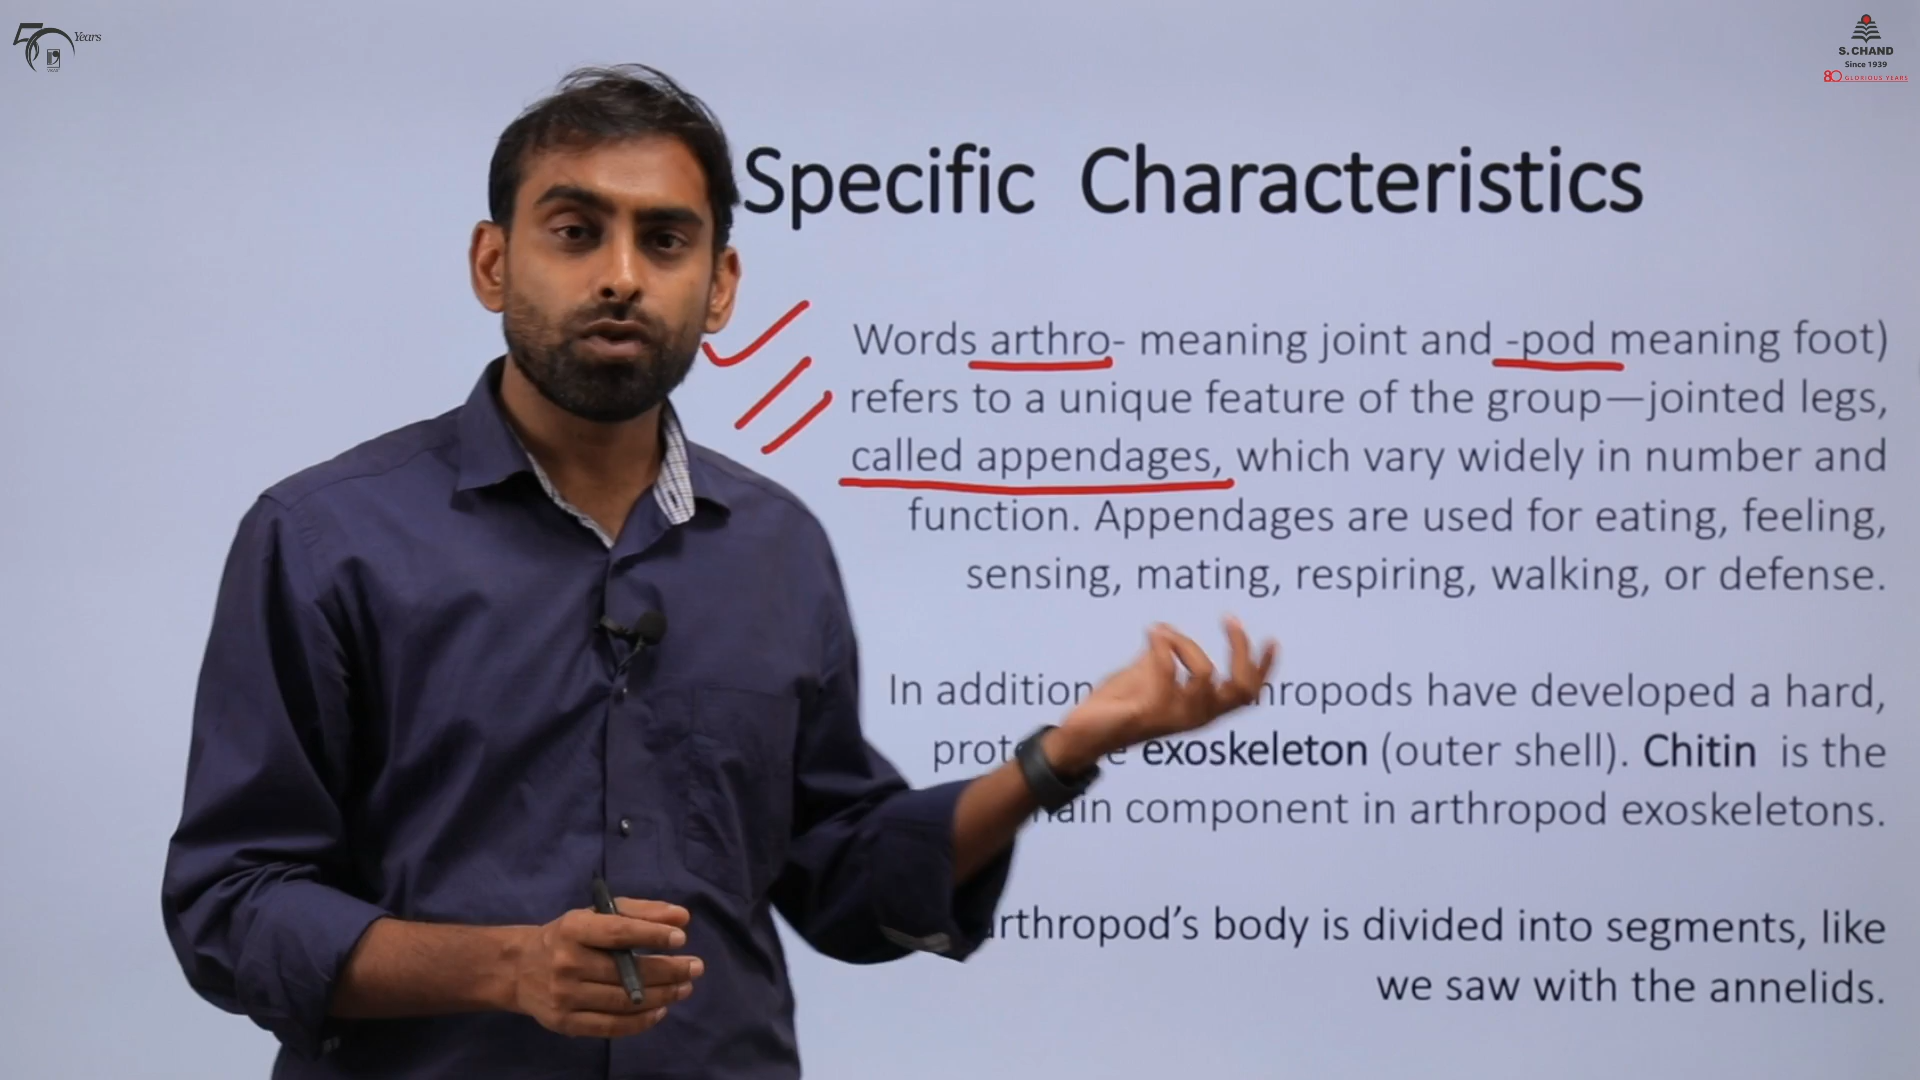 50 Years
S. CHAND
Since 1939
80 GLORIOUS YEARS
Specific Characteristics
Words arthro- meaning joint and -pod meaning foot)
refers to a unique feature of the group—jointed legs,
called appendages, which vary widely in number and
function. Appendages are used for eating, feeling,
sensing, mating, respiring, walking, or defense.
In addition hropods have developed a hard,
prot e exoskeleton (outer shell). Chitin is the
ain component in arthropod exoskeletons.
rthropod's body is divided into segments, like
we saw with the annelids.